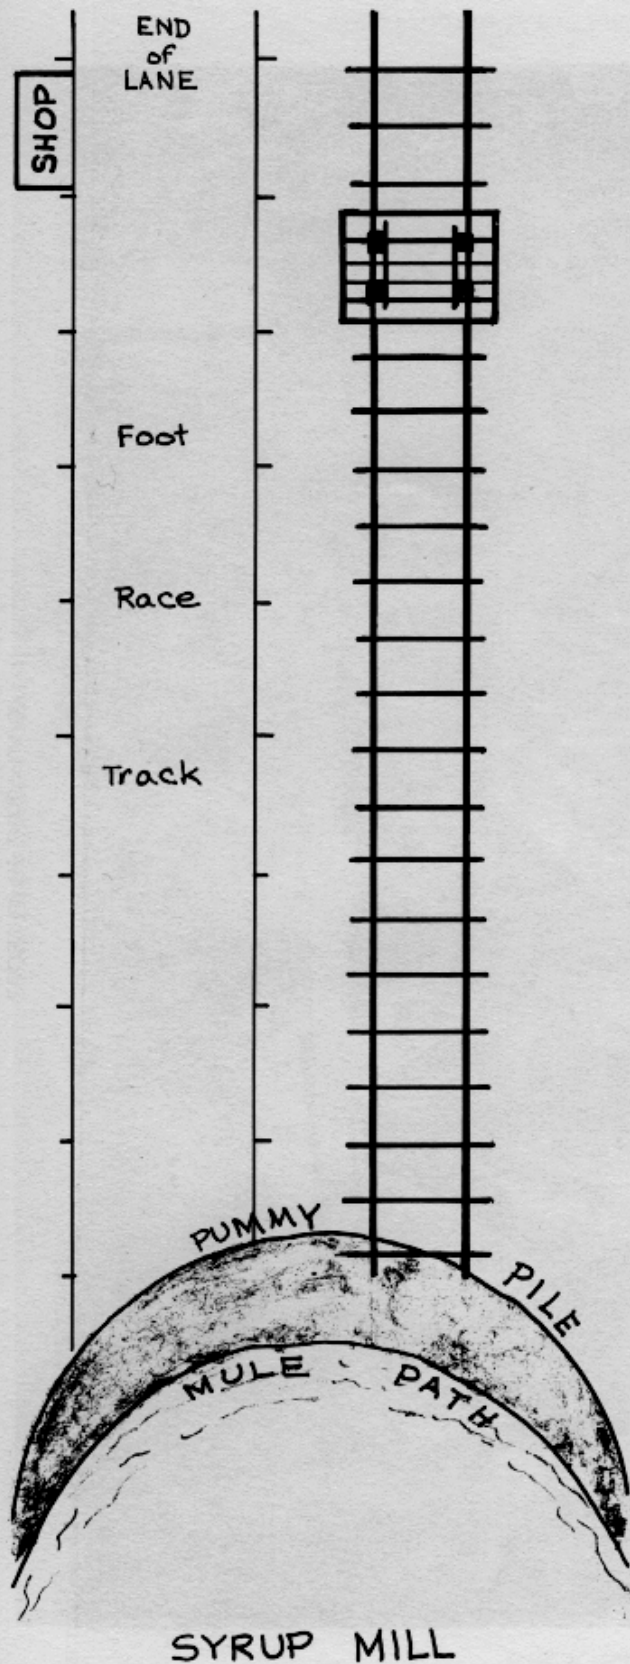 END
of
LANE
SHOP
Foot
Race
Track
PUMMY PILE
MULE PATH
SYRUP MILL